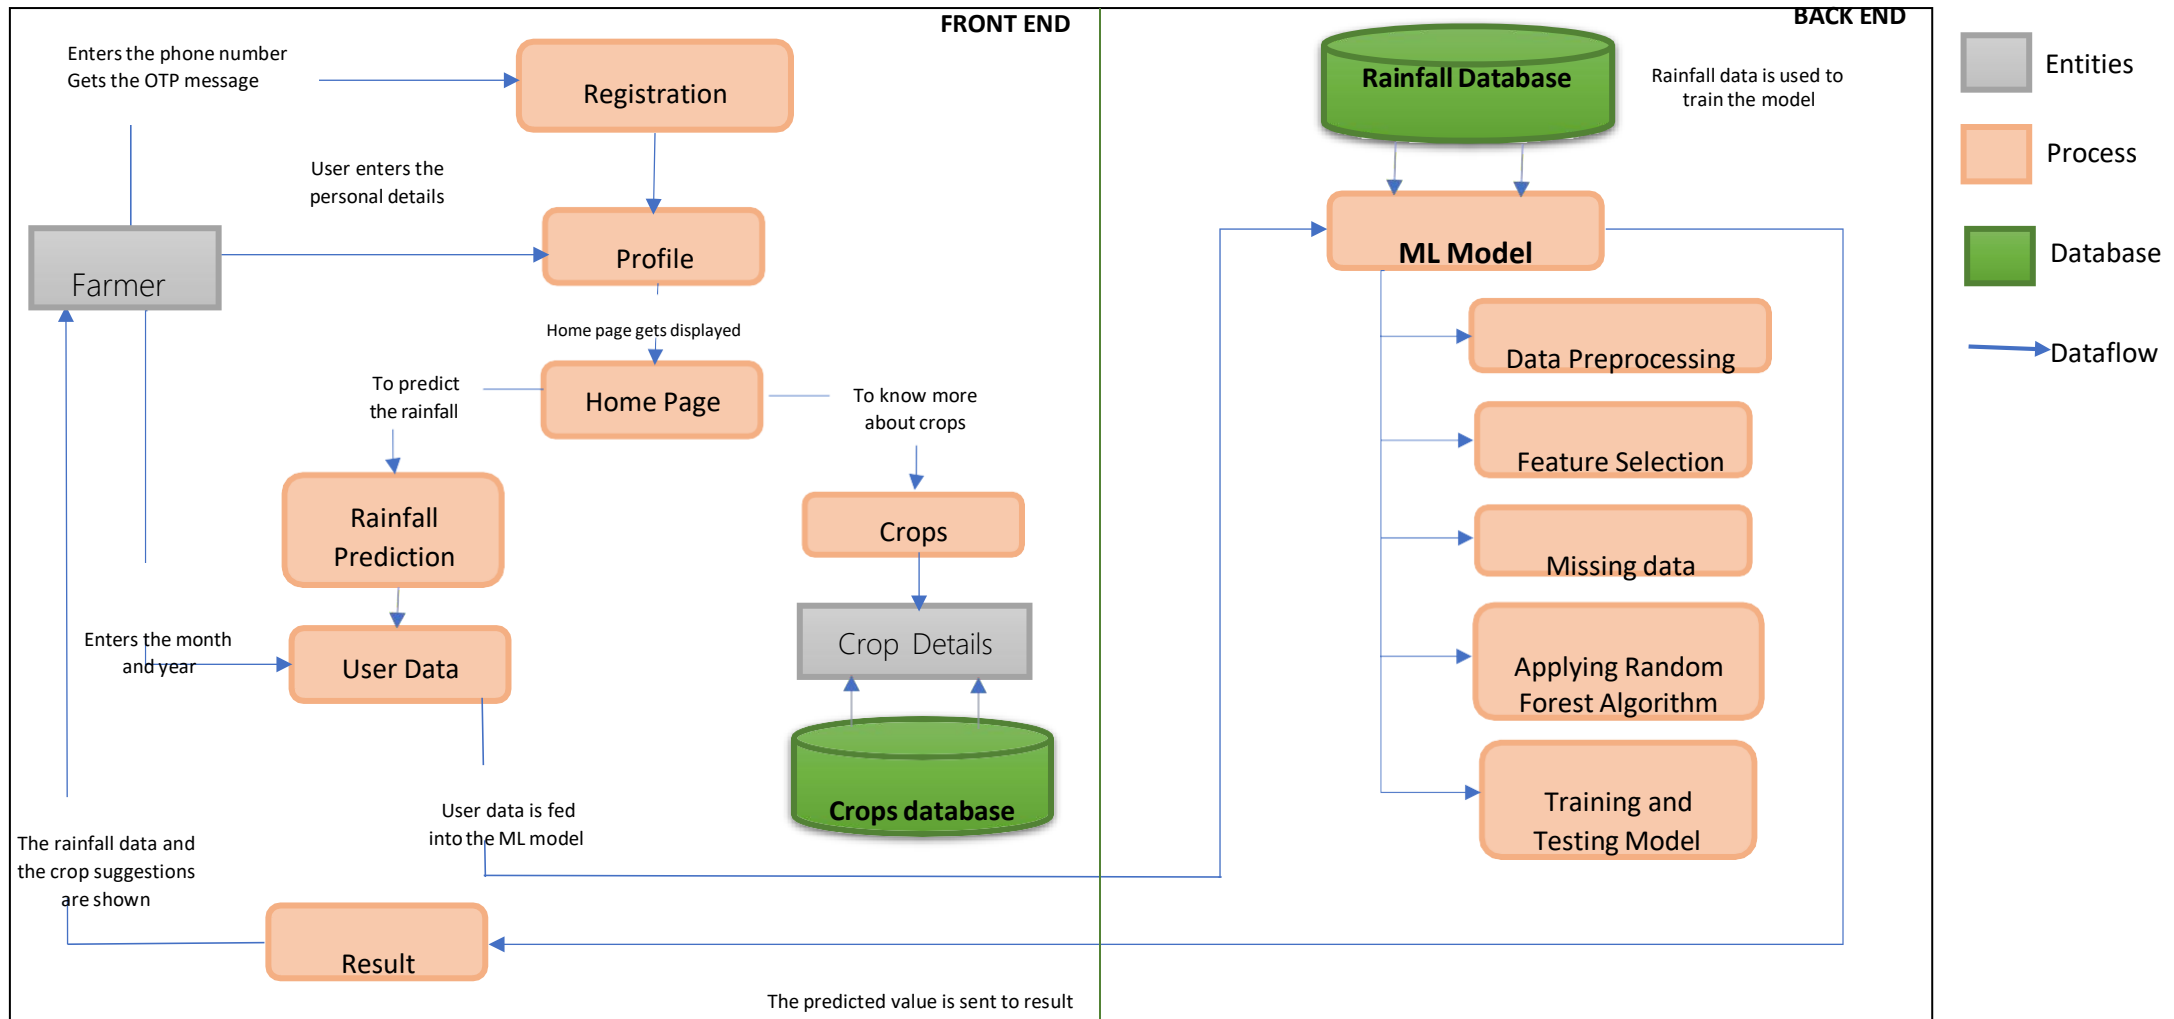 FRONT END
BACK END
Enters the phone number
Gets the OTP message
Registration
Rainfall Database
Rainfall data is used to
train the model
Entities
Process
Database
Dataflow
User enters the
personal details
Farmer
Profile
ML Model
Home page gets displayed
Data Preprocessing
To predict
the rainfall
Home Page
To know more
about crops
Feature Selection
Rainfall
Prediction
Crops
Missing data
Enters the month
and year
User Data
Crop Details
Applying Random
Forest Algorithm
Crops database
User data is fed
into the ML model
Training and
Testing Model
The rainfall data and
the crop suggestions
are shown
Result
The predicted value is sent to result